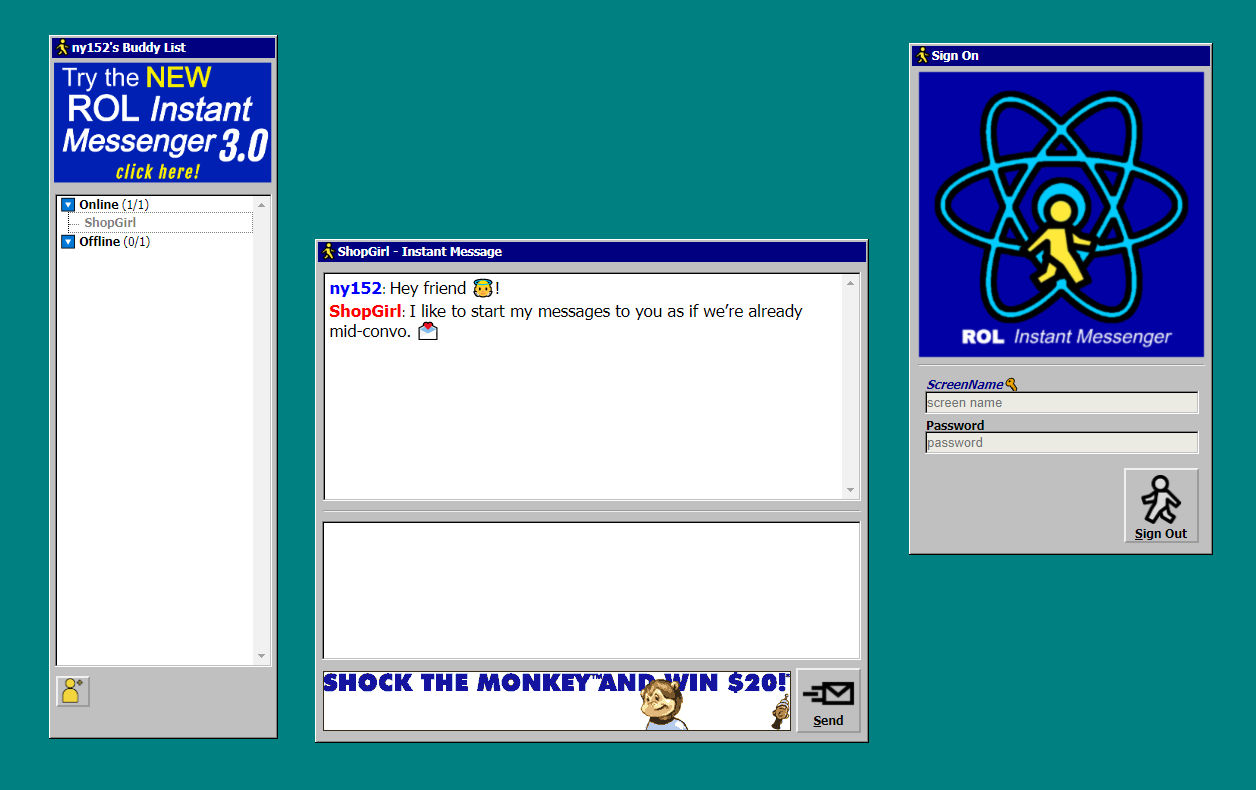 ny152's Buddy List
Try the NEW
ROL Instant
Messenger 3.0
click here!
Online (1/1)
ShopGirl
Offline (0/1)
ShopGirl - Instant Message
ny152: Hey friend 😇!
ShopGirl: I like to start my messages to you as if we’re already
mid-convo. 💌
SHOCK THE MONKEY™ AND WIN $20!
Send
Sign On
ROL Instant Messenger
ScreenName
screen name
Password
password
Sign Out